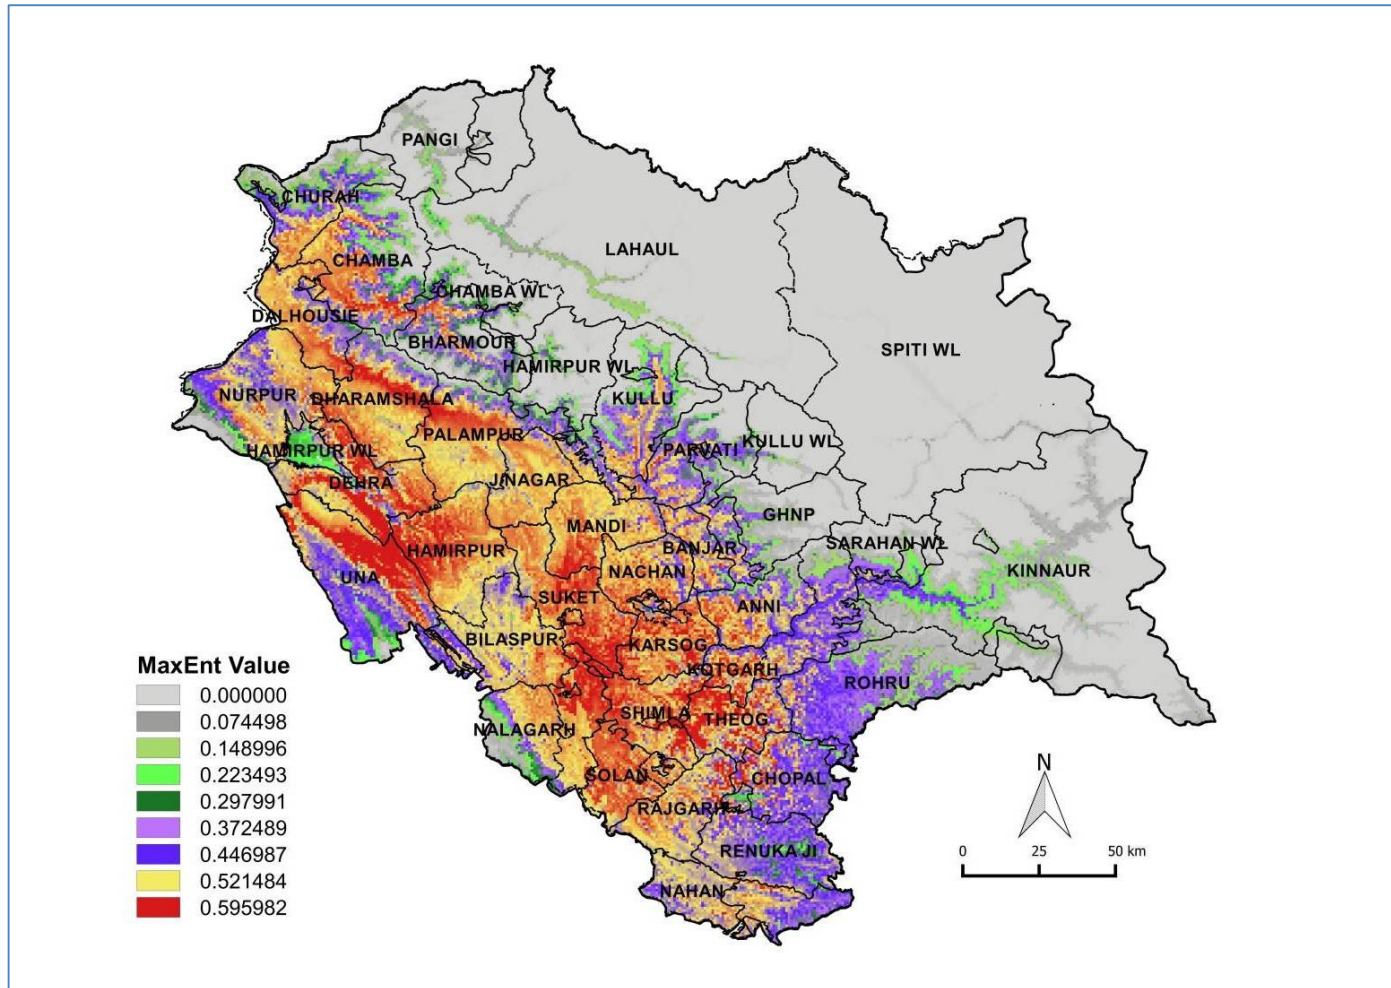 PANGI
CHURAH
LAHAUL
CHAMBA
CHAMBA WL
DALHOUSIE
BHARMOUR
SPITI WL
HAMIRPUR WL
NURPUR
DHARAMSHALA
KULLU
PALAMPUR
HAMIRPUR WL
PARVATI
KULLU WL
DEHRA
JINAGAR
GHNP
MANDI
SARAHAN WL
HAMIRPUR
BANJAR
NACHAN
KINNAUR
UNA
SUKET
ANNI
BILASPUR
KARSOG
KOTGARH
ROHRU
SHIMLA
THEOG
NALAGARH
SOLAN
CHOPAL
RAJGARH
RENUKA JI
NAHAN
MaxEnt Value
0.000000
0.074498
0.148996
0.223493
0.297991
0.372489
0.446987
0.521484
0.595982
N
0 25 50 km